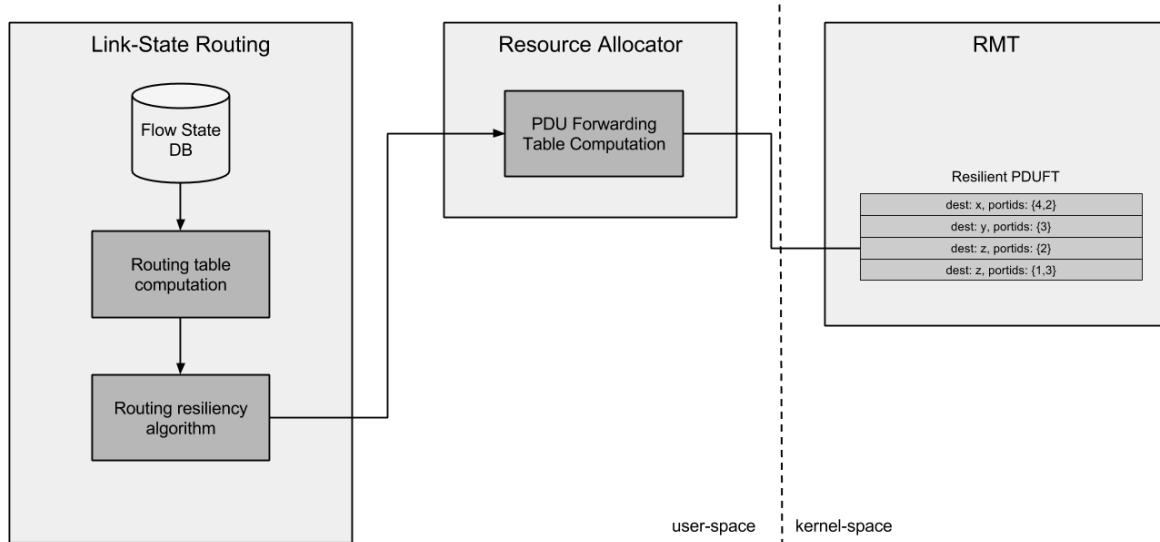 Link-State Routing
Flow State
DB
Routing table
computation
Routing resiliency
algorithm
Resource Allocator
PDU Forwarding
Table Computation
RMT
Resilient PDUFT
dest: x, portids: {4,2}
dest: y, portids: {3}
dest: z, portids: {2}
dest: z, portids: {1,3}
user-space
kernel-space